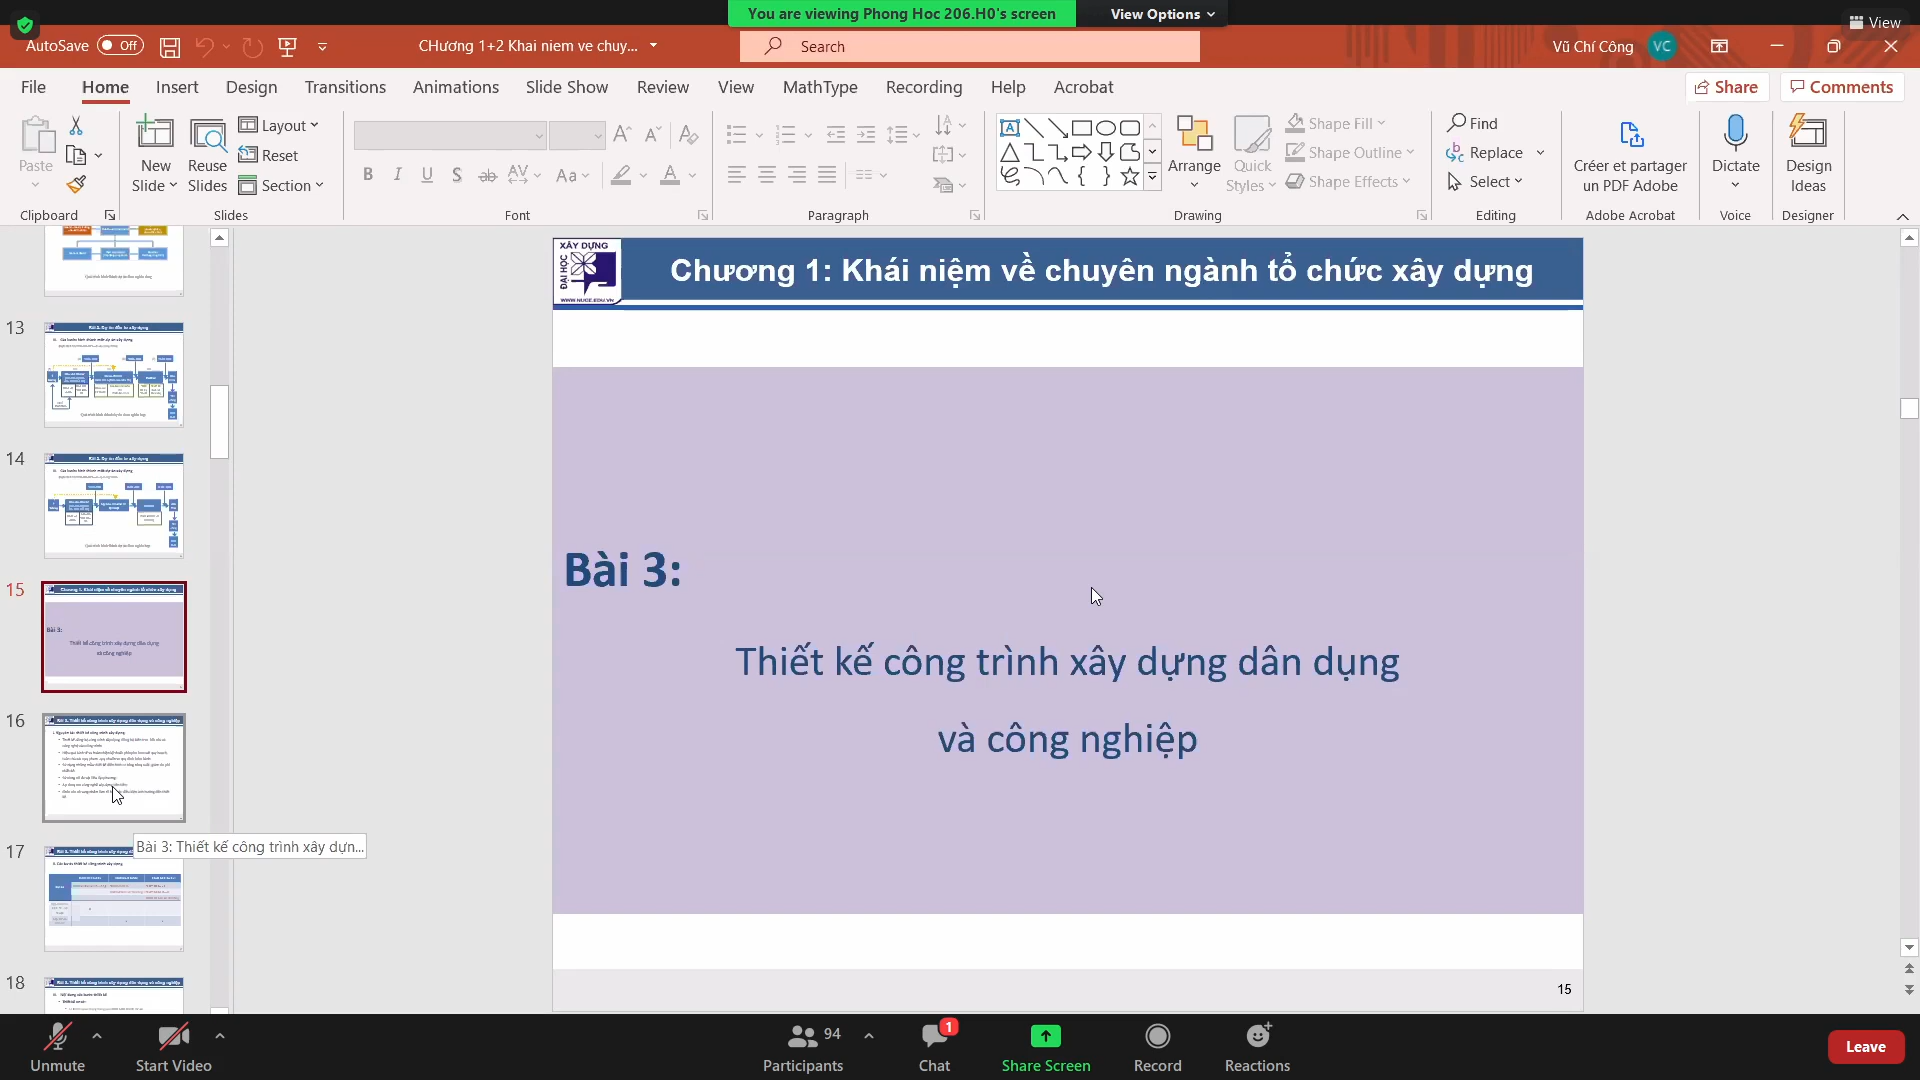 You are viewing Phong Hoc 206.H0's screen
View Options
View
AutoSave
Off
CHương 1+2 Khai niem ve chuy...
Search
Vũ Chí Công
VC
File
Home
Insert
Design
Transitions
Animations
Slide Show
Review
View
MathType
Recording
Help
Acrobat
Share
Comments
Paste
New
Slide
Reuse
Slides
Layout
Reset
Section
Shape Fill
Shape Outline
Shape Effects
Arrange
Quick
Styles
Find
Replace
Select
Créer et partager
un PDF Adobe
Dictate
Design
Ideas
Clipboard
Slides
Font
Paragraph
Drawing
Editing
Adobe Acrobat
Voice
Designer
13
14
15
16
17
18
Bài 3: Thiết kế công trình xây dựn...
XÂY DỰNG
ĐẠI HỌC
WWW.NUCE.EDU.VN
Chương 1: Khái niệm về chuyên ngành tổ chức xây dựng
Bài 3:
Thiết kế công trình xây dựng dân dụng
và công nghiệp
15
Unmute
Start Video
94
Participants
1
Chat
Share Screen
Record
Reactions
Leave